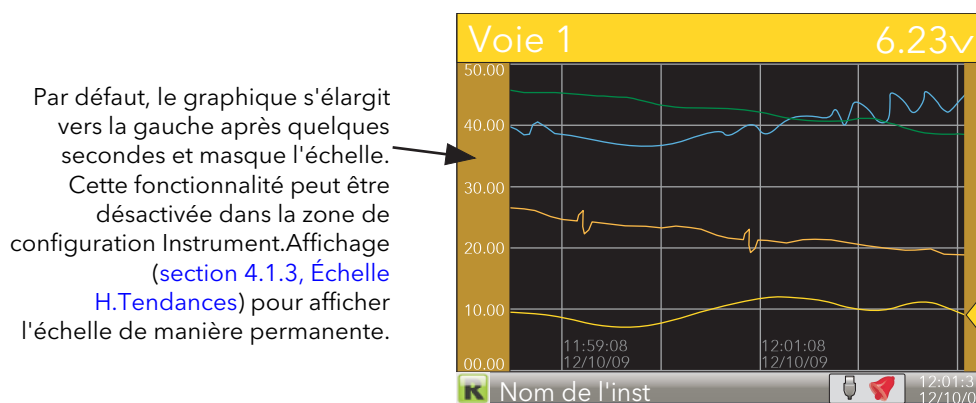 Voie 1 6.23
50.00
Par défaut, le graphique s'élargit
vers la gauche après quelques
secondes et masque l'échelle.
Cette fonctionnalité peut être
désactivée dans la zone de
configuration Instrument.Affichage
(section 4.1.3, Échelle
H.Tendances) pour afficher
l'échelle de manière permanente.
40.00
30.00
20.00
10.00
00.00
11:59:08
12/10/09
12:01:08
12/10/09
K Nom de l'inst